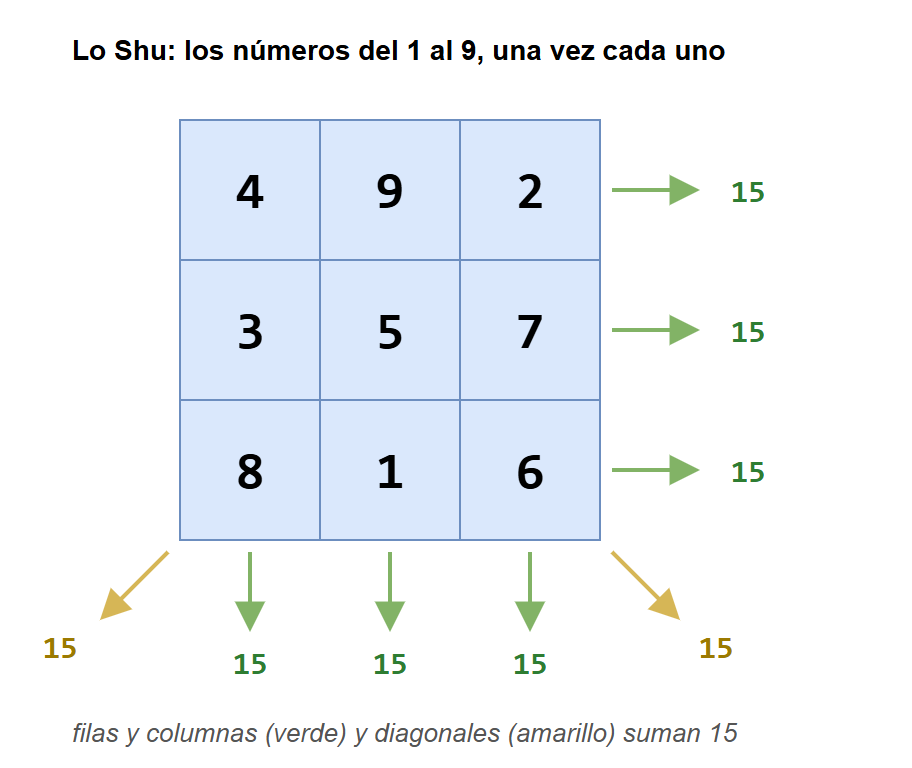 Lo Shu: los números del 1 al 9, una vez cada uno
4 9 2 15
3 5 7 15
8 1 6 15
15 15 15 15 15
filas y columnas (verde) y diagonales (amarillo) suman 15